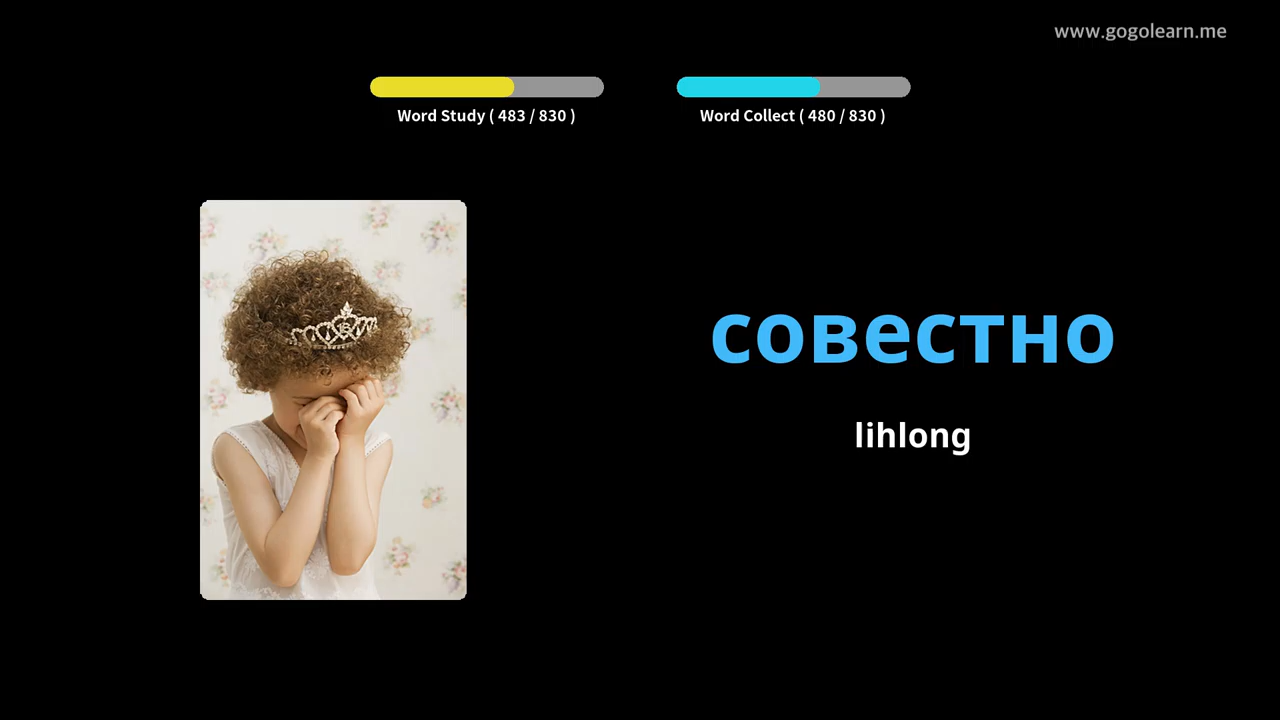 www.gogolearn.me
Word Study ( 483 / 830 )
Word Collect ( 480 / 830 )
совестно
lihlong